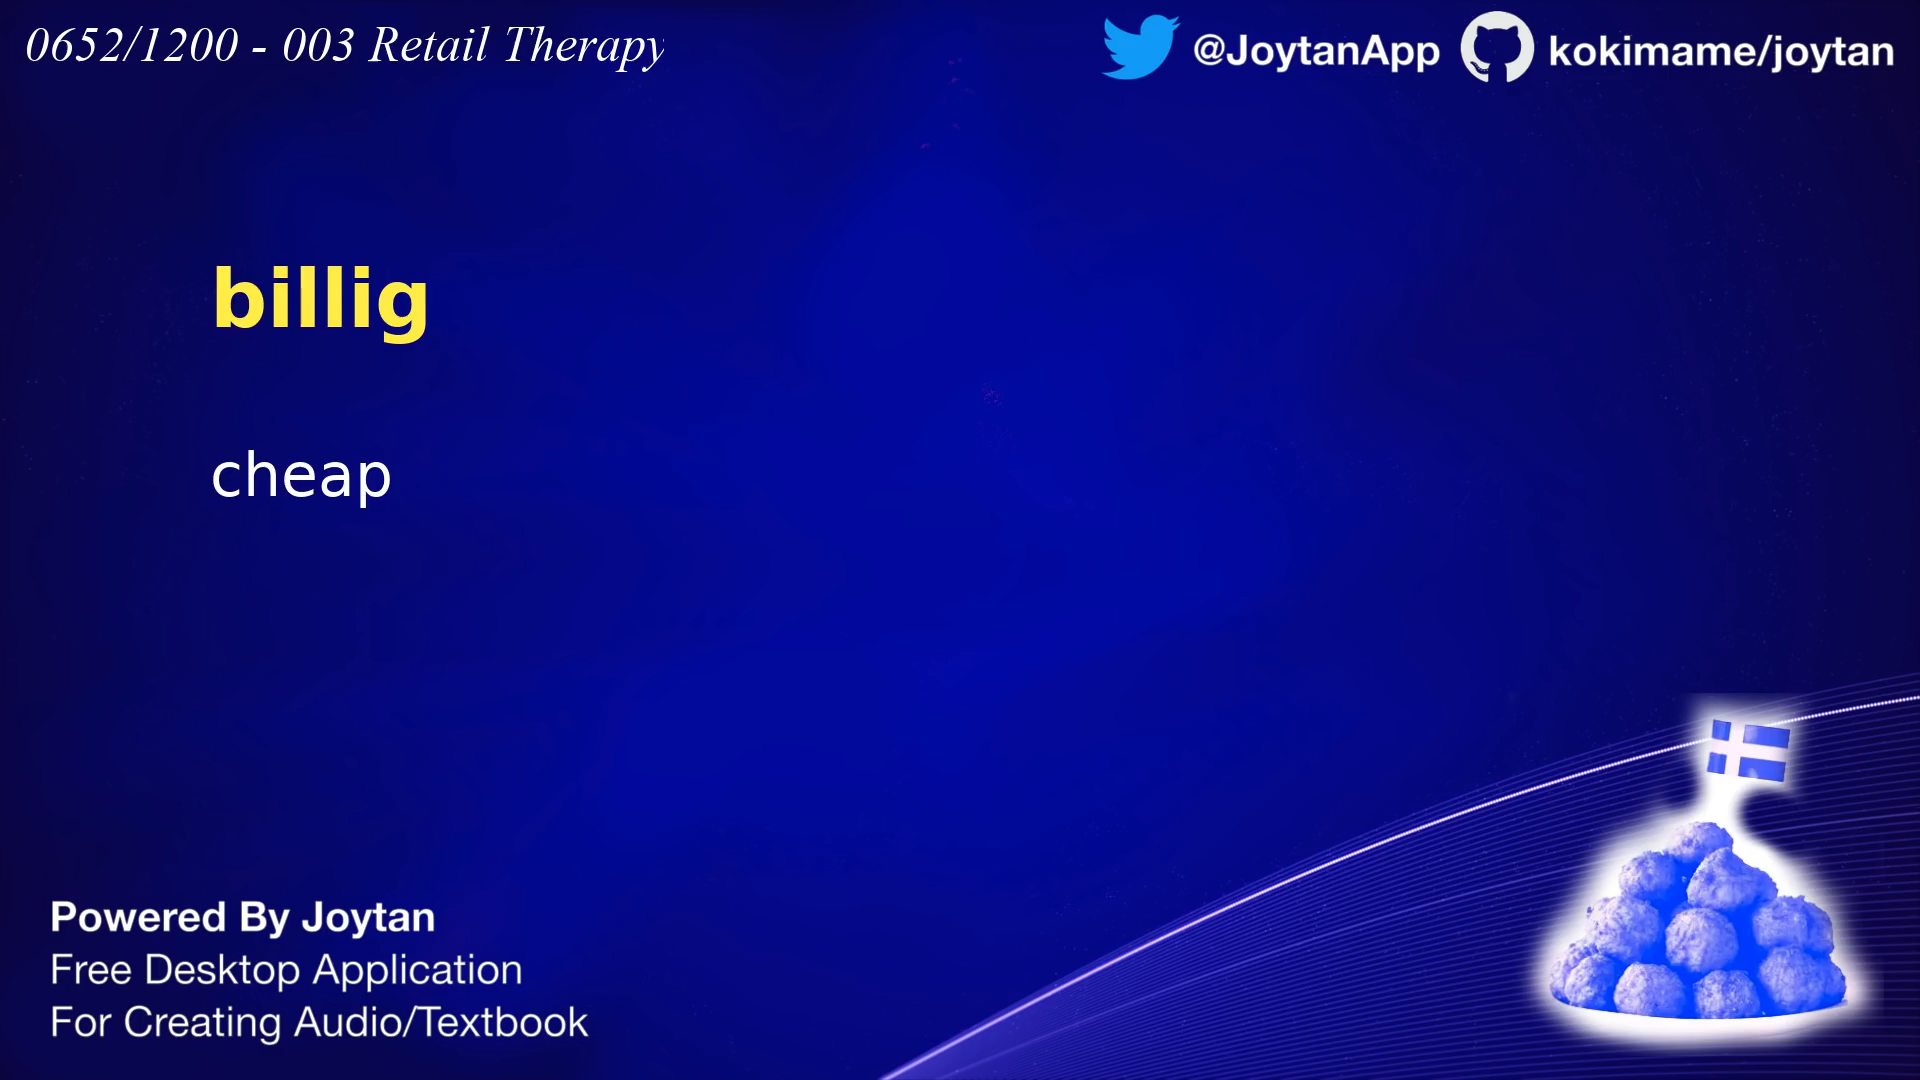 0652/1200 - 003 Retail Therapy
@JoytanApp
kokimame/joytan
billig
cheap
Powered By Joytan
Free Desktop Application
For Creating Audio/Textbook